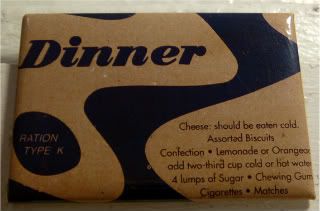 Dinner
RATION
TYPE K
Cheese: should be eaten cold.
Assorted Biscuits
Confection • Lemonade or Orangeade
add two-third cup cold or hot water
4 lumps of Sugar • Chewing Gum
Cigarettes • Matches